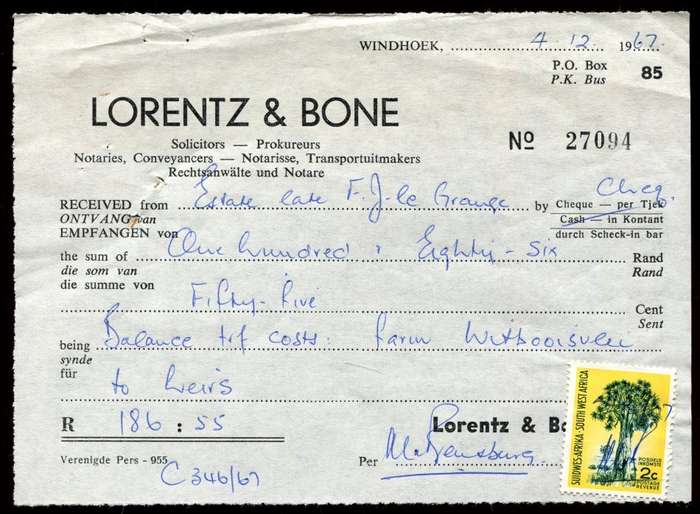 WINDHOEK, 4.12. 1967.
P.O. Box
P.K. Bus 85
LORENTZ & BONE
Solicitors — Prokureurs
Notaries, Conveyancers — Notarisse, Transportuitmakers
Rechtsanwälte und Notare
No 27094
RECEIVED from Estate late F. J. le Grange by Cheq.
Cheque — per Tjek
ONTVANG van Cash — in Kontant
EMPFANGEN von durch Scheck-in bar
the sum of One hundred & Eighty-Six Rand
die som van Rand
die summe von Fifty-Five Cent
Sent
being Balance trf costs: farm Witbooisvlei
synde
für to heirs
R 186 : 55
Lorentz & Bo
Verenigde Pers - 955
Per
C346/67
SUIDWES-AFRIKA · SOUTH WEST AFRICA
POSGELD
INKOMSTE
2c
POSTAGE
REVENUE